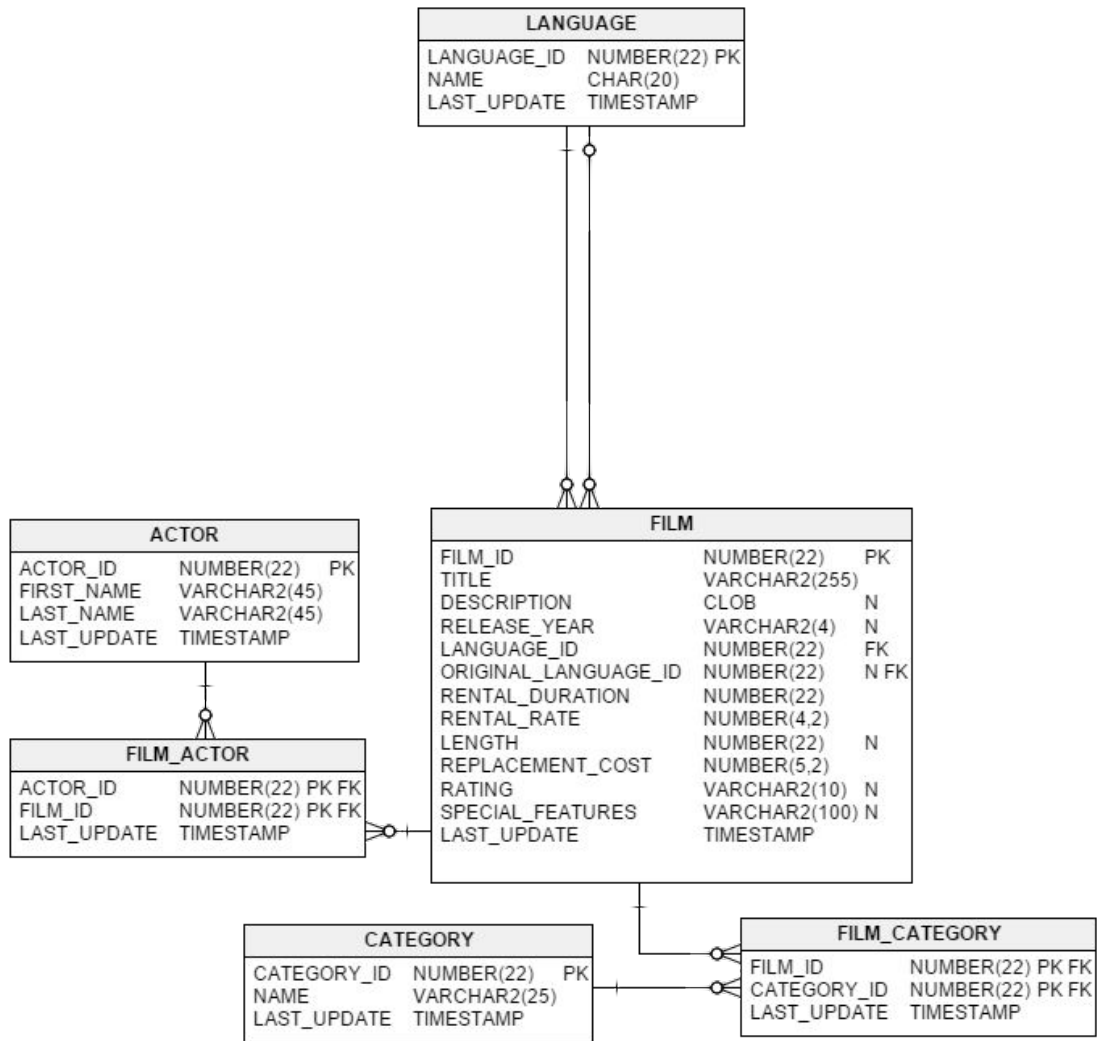 LANGUAGE
LANGUAGE_ID NUMBER(22) PK
NAME CHAR(20)
LAST_UPDATE TIMESTAMP
ACTOR
ACTOR_ID NUMBER(22) PK
FIRST_NAME VARCHAR2(45)
LAST_NAME VARCHAR2(45)
LAST_UPDATE TIMESTAMP
FILM
FILM_ID NUMBER(22) PK
TITLE VARCHAR2(255)
DESCRIPTION CLOB N
RELEASE_YEAR VARCHAR2(4) N
LANGUAGE_ID NUMBER(22) FK
ORIGINAL_LANGUAGE_ID NUMBER(22) N FK
RENTAL_DURATION NUMBER(22)
RENTAL_RATE NUMBER(4,2)
LENGTH NUMBER(22) N
REPLACEMENT_COST NUMBER(5,2)
RATING VARCHAR2(10) N
SPECIAL_FEATURES VARCHAR2(100) N
LAST_UPDATE TIMESTAMP
FILM_ACTOR
ACTOR_ID NUMBER(22) PK FK
FILM_ID NUMBER(22) PK FK
LAST_UPDATE TIMESTAMP
CATEGORY
CATEGORY_ID NUMBER(22) PK
NAME VARCHAR2(25)
LAST_UPDATE TIMESTAMP
FILM_CATEGORY
FILM_ID NUMBER(22) PK FK
CATEGORY_ID NUMBER(22) PK FK
LAST_UPDATE TIMESTAMP